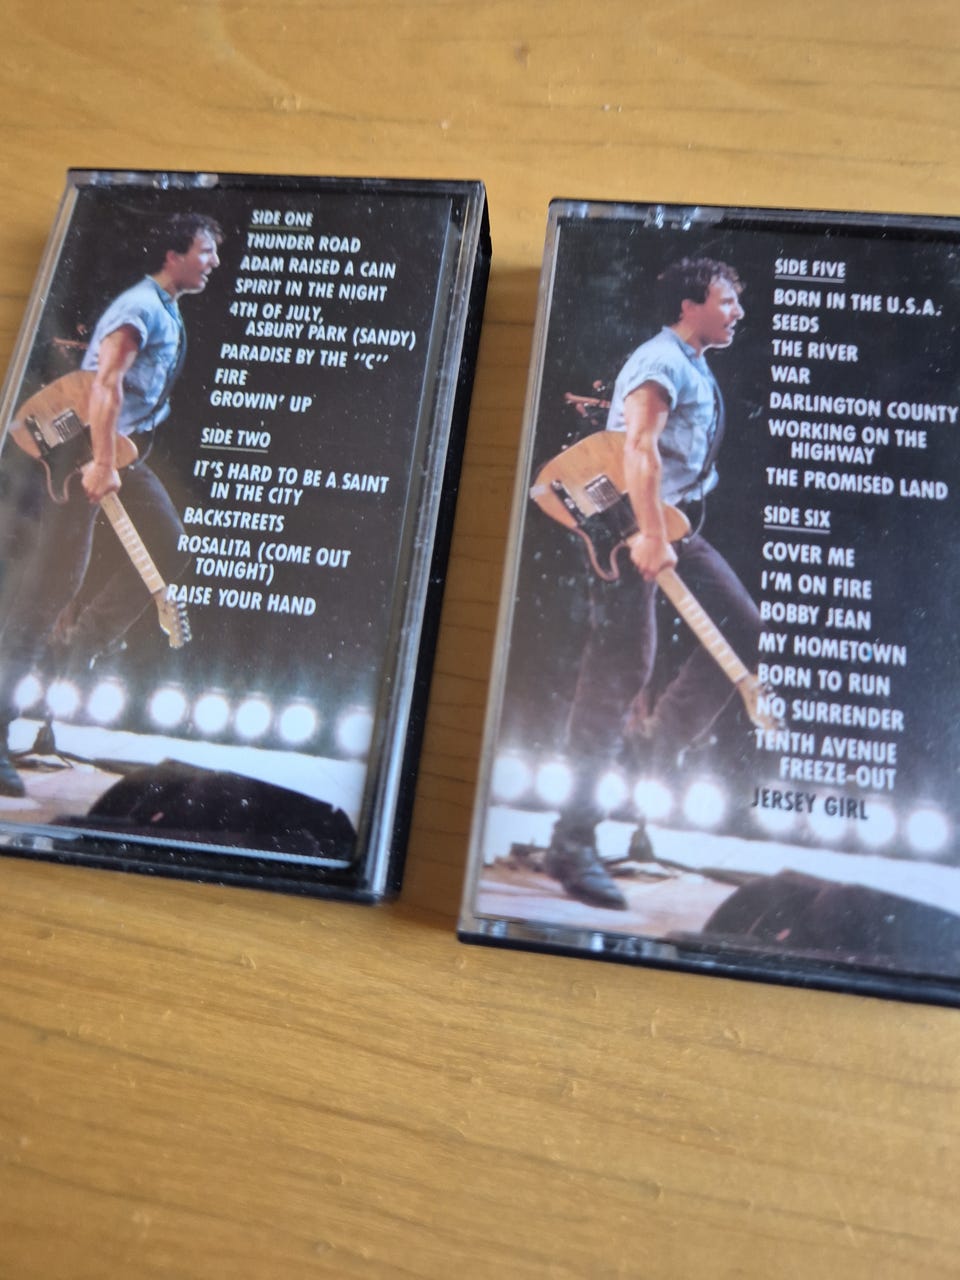 SIDE ONE
THUNDER ROAD
ADAM RAISED A CAIN
SPIRIT IN THE NIGHT
4TH OF JULY,
ASBURY PARK (SANDY)
PARADISE BY THE "C"
FIRE
GROWIN' UP
SIDE TWO
IT'S HARD TO BE A SAINT
IN THE CITY
BACKSTREETS
ROSALITA (COME OUT
TONIGHT)
RAISE YOUR HAND
SIDE FIVE
BORN IN THE U.S.A.
SEEDS
THE RIVER
WAR
DARLINGTON COUNTY
WORKING ON THE
HIGHWAY
THE PROMISED LAND
SIDE SIX
COVER ME
I'M ON FIRE
BOBBY JEAN
MY HOMETOWN
BORN TO RUN
NO SURRENDER
TENTH AVENUE
FREEZE-OUT
JERSEY GIRL